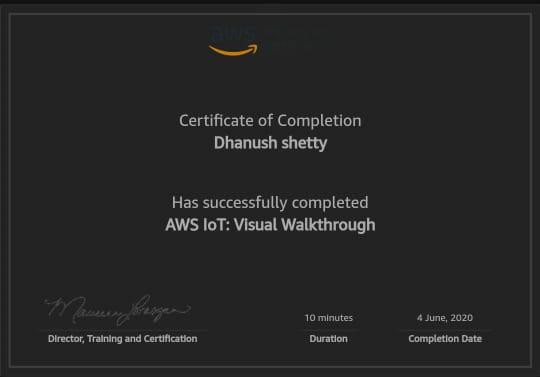 aws
Certificate of Completion
Dhanush shetty
Has successfully completed
AWS IoT: Visual Walkthrough
10 minutes
4 June, 2020
Director, Training and Certification
Duration
Completion Date